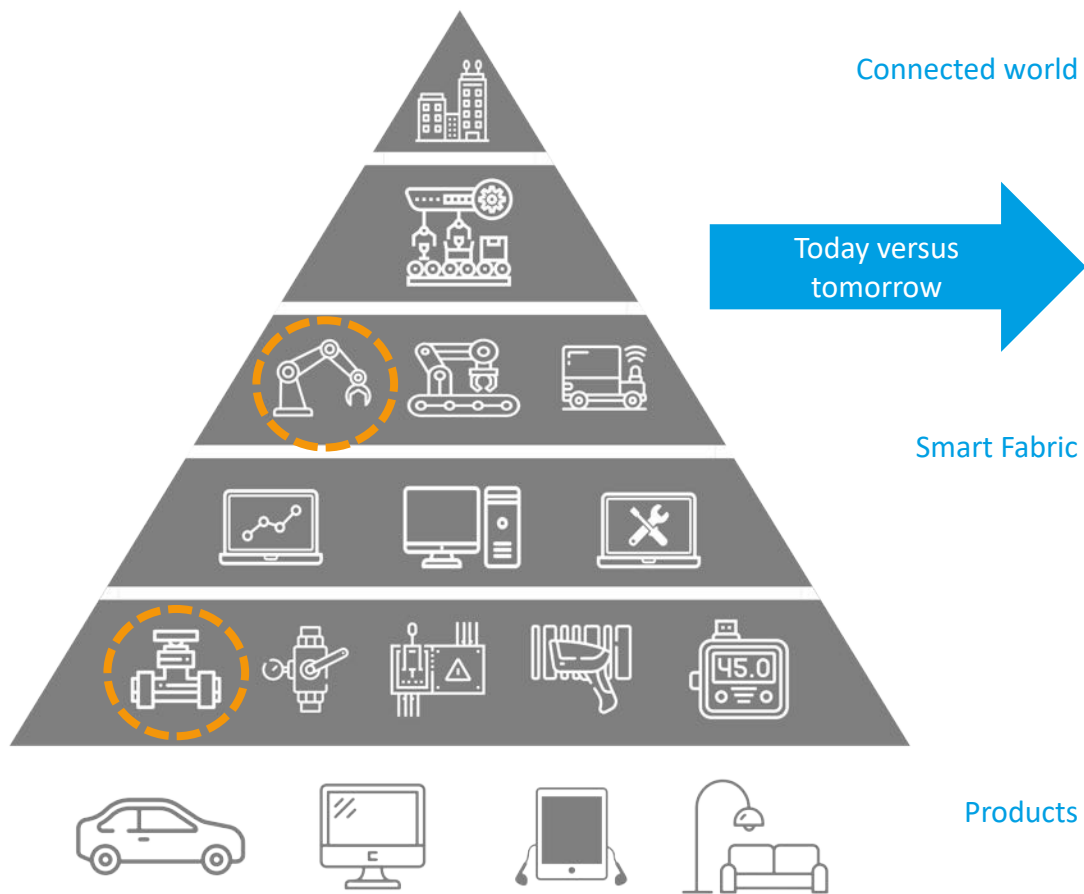 Connected world
Today versus
tomorrow
Smart Fabric
45.0
Products